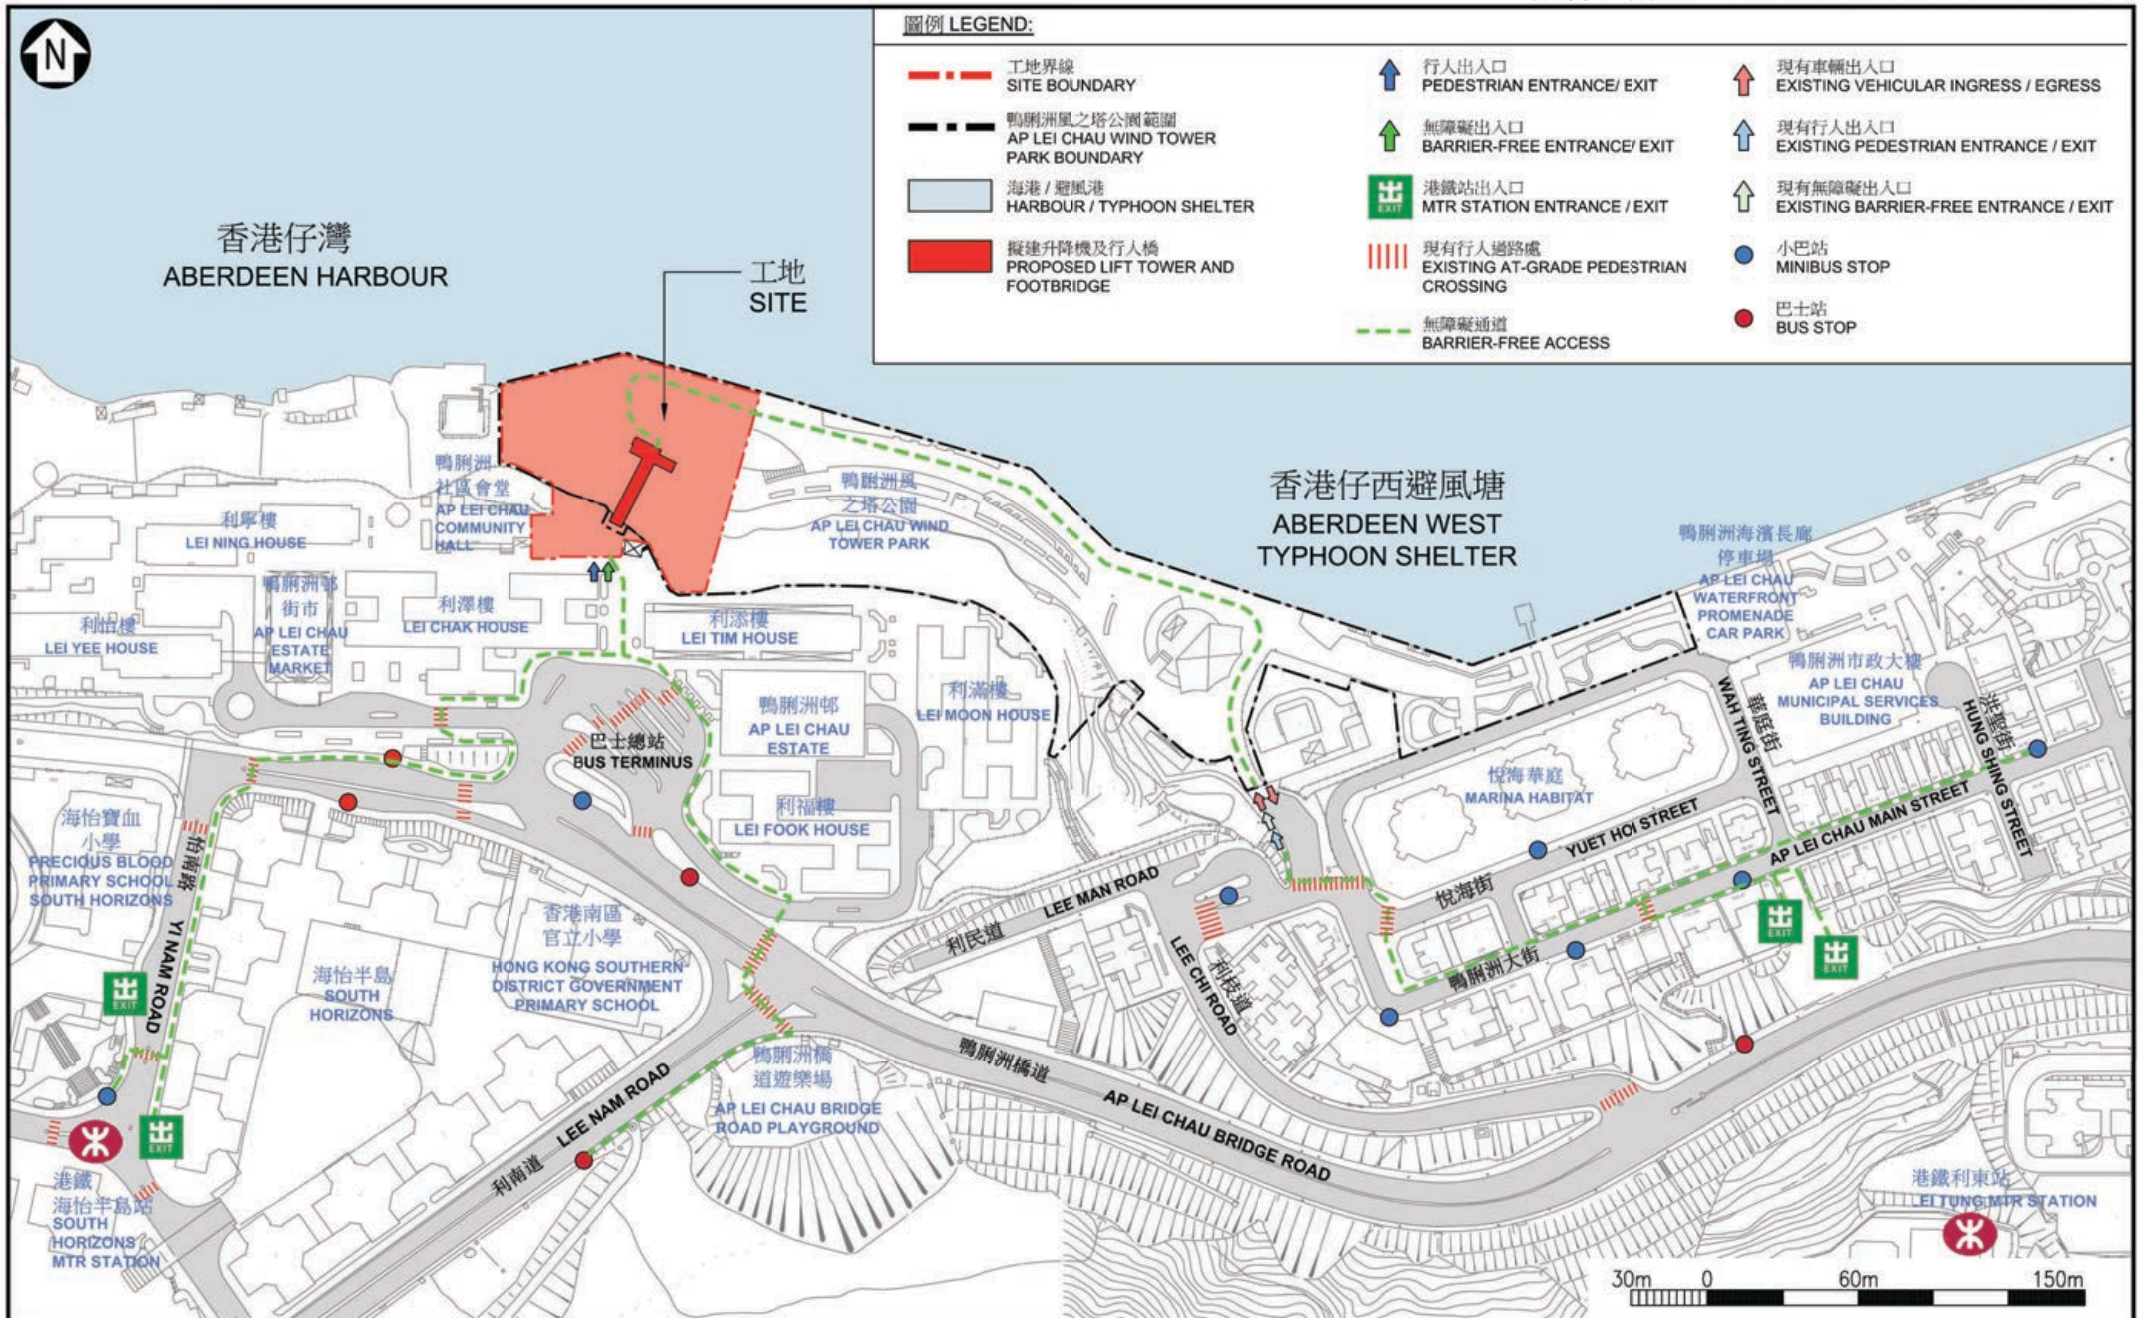 N
圖例 LEGEND:
工地界線
SITE BOUNDARY
鴨脷洲風之塔公園範圍
AP LEI CHAU WIND TOWER
PARK BOUNDARY
海港 / 避風港
HARBOUR / TYPHOON SHELTER
擬建升降機及行人橋
PROPOSED LIFT TOWER AND
FOOTBRIDGE
行人出入口
PEDESTRIAN ENTRANCE/ EXIT
無障礙出入口
BARRIER-FREE ENTRANCE/ EXIT
出
EXIT
港鐵站出入口
MTR STATION ENTRANCE / EXIT
現有行人過路處
EXISTING AT-GRADE PEDESTRIAN
CROSSING
無障礙通道
BARRIER-FREE ACCESS
現有車輛出入口
EXISTING VEHICULAR INGRESS / EGRESS
現有行人出入口
EXISTING PEDESTRIAN ENTRANCE / EXIT
現有無障礙出入口
EXISTING BARRIER-FREE ENTRANCE / EXIT
小巴站
MINIBUS STOP
巴士站
BUS STOP
香港仔灣
ABERDEEN HARBOUR
工地
SITE
鴨脷洲
社區會堂
AP LEI CHAU
COMMUNITY
HALL
利寧樓
LEI NING HOUSE
鴨脷洲風
之塔公園
AP LEI CHAU WIND
TOWER PARK
香港仔西避風塘
ABERDEEN WEST
TYPHOON SHELTER
鴨脷洲海濱長廊
停車場
AP LEI CHAU
WATERFRONT
PROMENADE
CAR PARK
利怡樓
LEI YEE HOUSE
鴨脷洲邨
街市
AP LEI CHAU
ESTATE
MARKET
利澤樓
LEI CHAK HOUSE
利添樓
LEI TIM HOUSE
鴨脷洲邨
AP LEI CHAU
ESTATE
利滿樓
LEI MOON HOUSE
鴨脷洲市政大樓
AP LEI CHAU
MUNICIPAL SERVICES
BUILDING
華庭街
WAH TING STREET
洪聖街
HUNG SHING STREET
巴士總站
BUS TERMINUS
利福樓
LEI FOOK HOUSE
悅海華庭
MARINA HABITAT
悅海街
YUET HOI STREET
鴨脷洲大街
AP LEI CHAU MAIN STREET
海怡寶血
小學
PRECIOUS BLOOD
PRIMARY SCHOOL
SOUTH HORIZONS
怡南路
YI NAM ROAD
海怡半島
SOUTH
HORIZONS
香港南區
官立小學
HONG KONG SOUTHERN
DISTRICT GOVERNMENT
PRIMARY SCHOOL
利民道
LEE MAN ROAD
利枝道
LEE CHI ROAD
出
EXIT
出
EXIT
出
EXIT
出
EXIT
鴨脷洲橋
道遊樂場
AP LEI CHAU BRIDGE
ROAD PLAYGROUND
利南道
LEE NAM ROAD
鴨脷洲橋道
AP LEI CHAU BRIDGE ROAD
港鐵
海怡半島站
SOUTH
HORIZONS
MTR STATION
港鐵利東站
LEI TUNG MTR STATION
30m 0 60m 150m